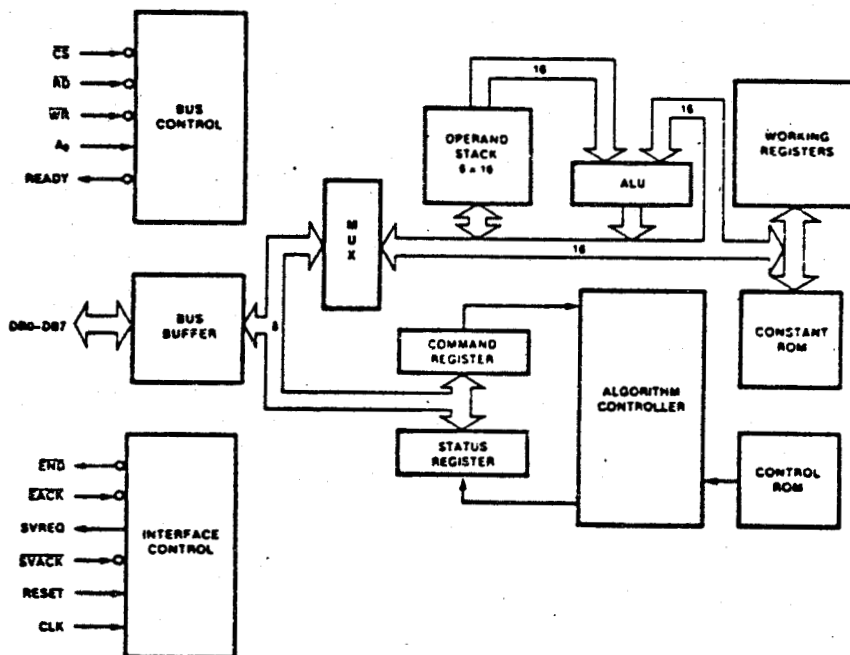 CS
RD
WR
A₀
READY
BUS
CONTROL
DB0-DB7
BUS
BUFFER
8
END
EACK
SVREQ
SVACK
RESET
CLK
INTERFACE
CONTROL
MUX
16
OPERAND
STACK
8 x 16
ALU
16
WORKING
REGISTERS
16
CONSTANT
ROM
COMMAND
REGISTER
STATUS
REGISTER
ALGORITHM
CONTROLLER
CONTROL
ROM